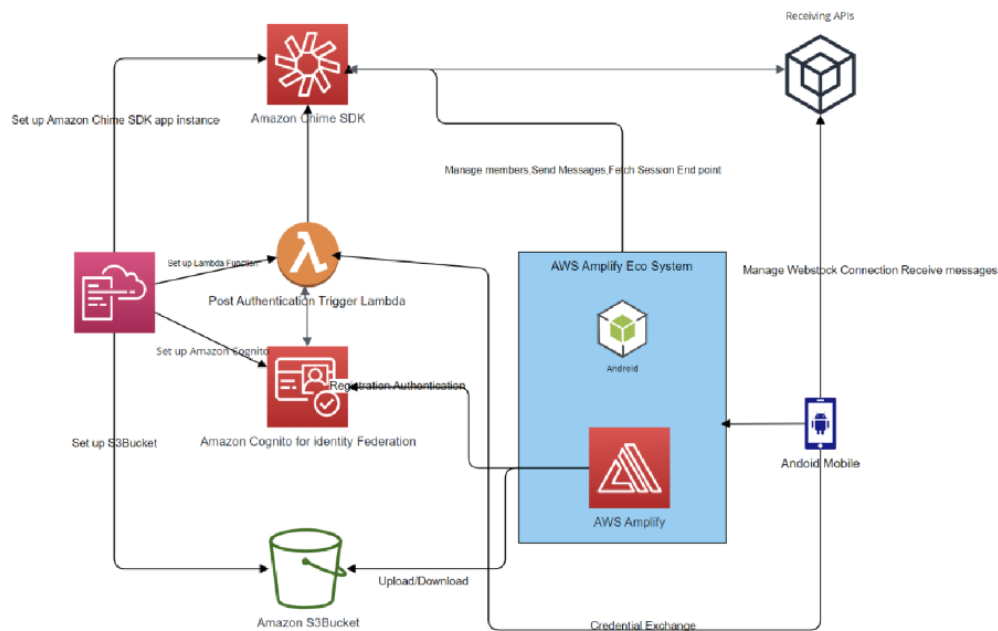 Receiving APIs
Set up Amazon Chime SDK app instance
Amazon Chime SDK
Manage members,Send Messages,Fetch Session End point
Set up Lambda Function
AWS Amplify Eco System
Manage Webstock Connection Receive messages
Post Authentication Trigger Lambda
Android
Set up Amazon Cognito
Registration Authentication
Set up S3Bucket
Amazon Cognito for identity Federation
Andoid Mobile
AWS Amplify
Upload/Download
Amazon S3Bucket
Credential Exchange